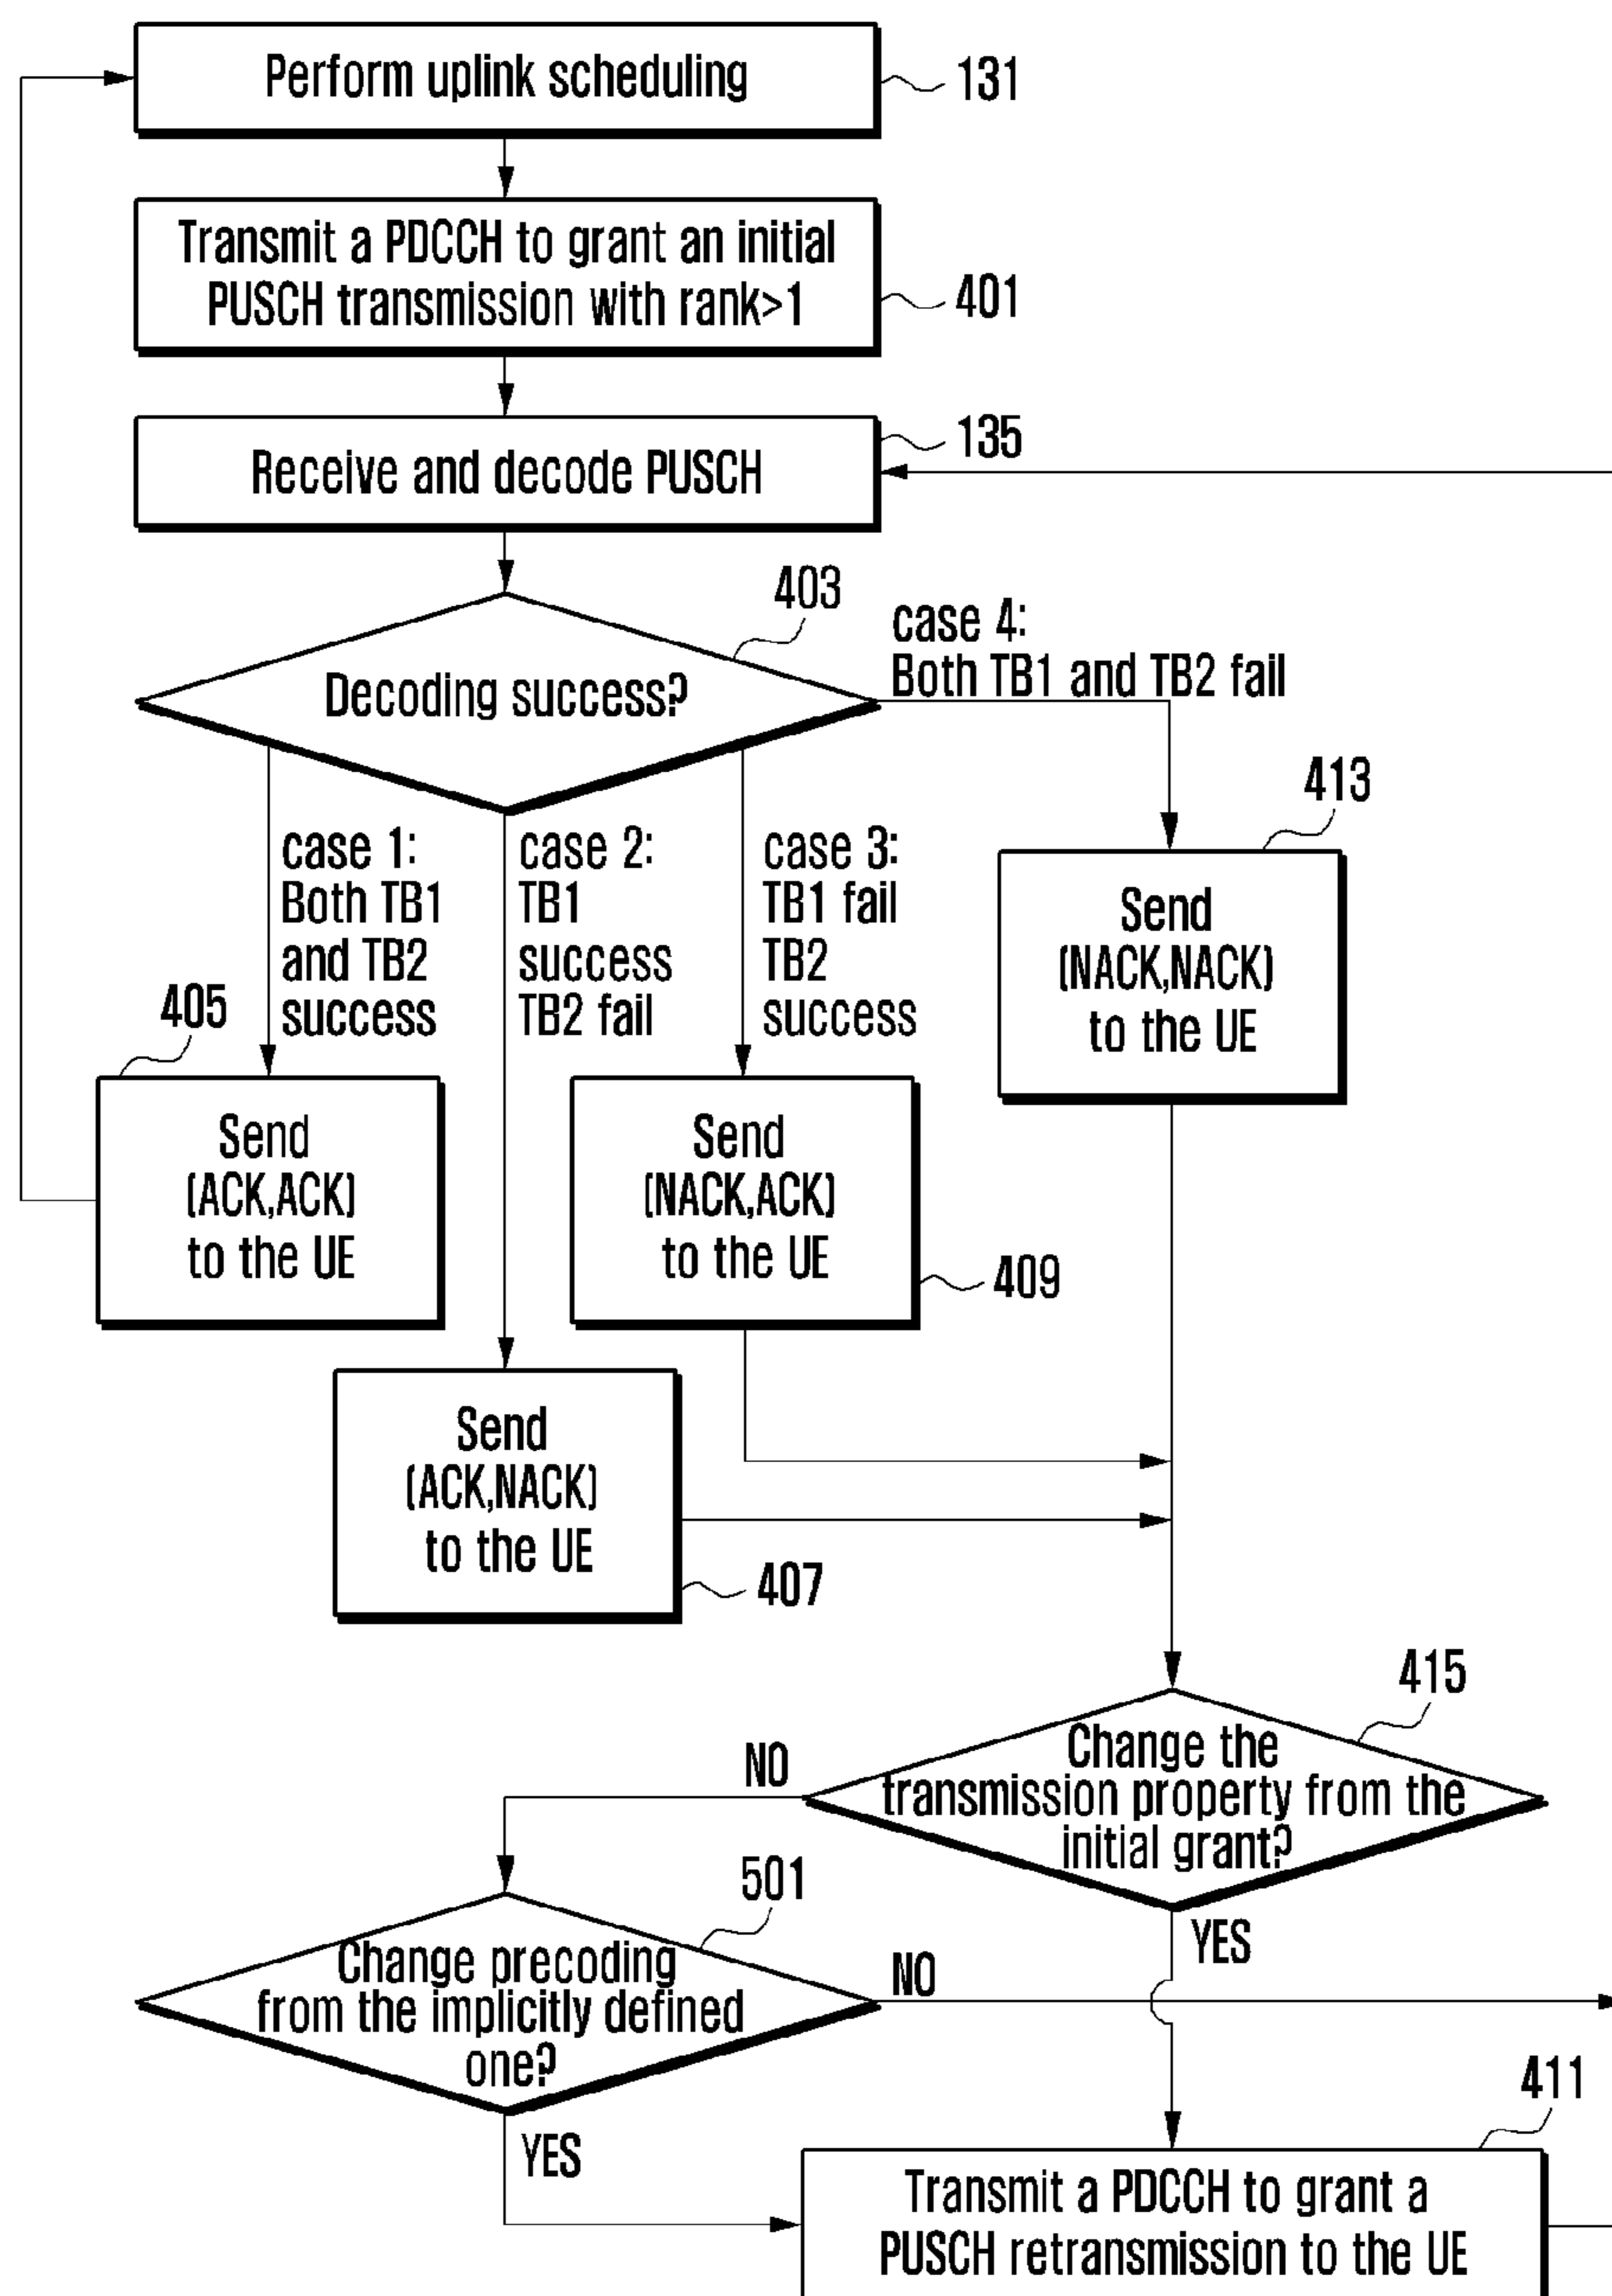 Perform uplink scheduling
131
Transmit a PDCCH to grant an initial
PUSCH transmission with rank>1
401
135
Receive and decode PUSCH
403
case 4:
Both TB1 and TB2 fail
Decoding success?
413
case 1:
Both TB1
and TB2
success
case 2:
TB1
success
TB2 fail
case 3:
TB1 fail
TB2
success
Send
(NACK,NACK)
to the UE
405
Send
(ACK,ACK)
to the UE
Send
(NACK,ACK)
to the UE
409
Send
(ACK,NACK)
to the UE
407
415
Change the
transmission property from the
initial grant?
NO
YES
501
Change precoding
from the implicitly defined
one?
NO
YES
411
Transmit a PDCCH to grant a
PUSCH retransmission to the UE